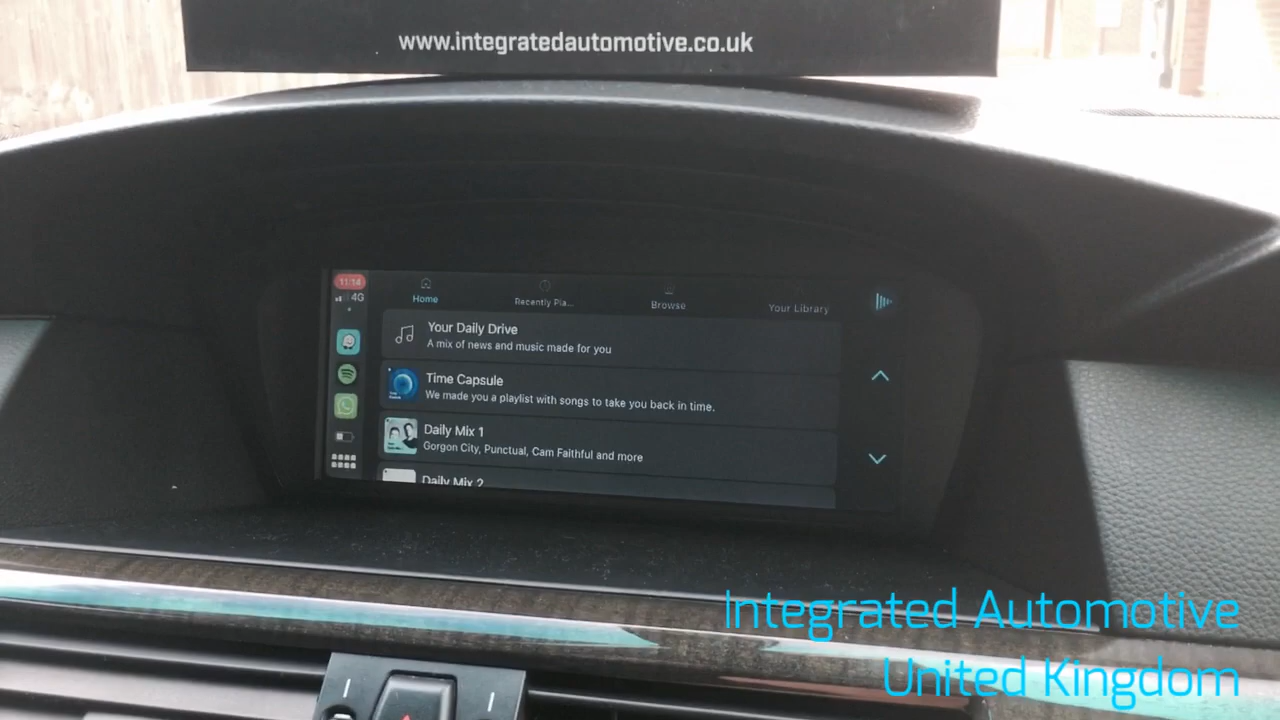 www.integratedautomotive.co.uk
11:14
4G
Home
Recently Pla...
Browse
Your Library
Your Daily Drive
A mix of news and music made for you
Time Capsule
We made you a playlist with songs to take you back in time.
Daily Mix 1
Gorgon City, Punctual, Cam Faithful and more
Daily Mix 2
Integrated Automotive
United Kingdom